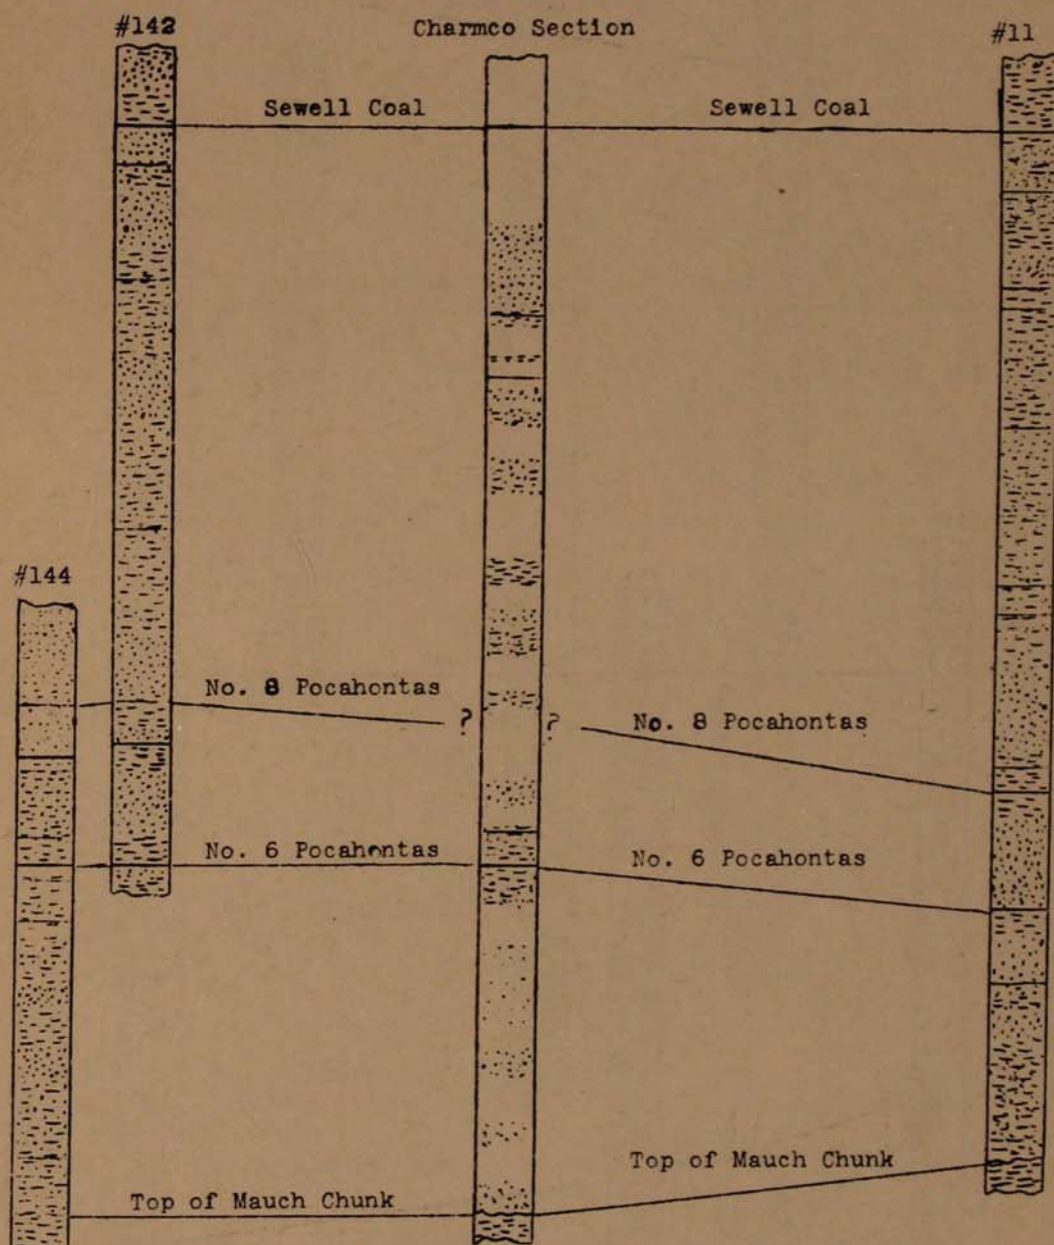 #142
Charmco Section
#11
Sewell Coal
Sewell Coal
#144
No. 8 Pocahontas
?
?
No. 8 Pocahontas
No. 6 Pocahontas
No. 6 Pocahontas
Top of Mauch Chunk
Top of Mauch Chunk